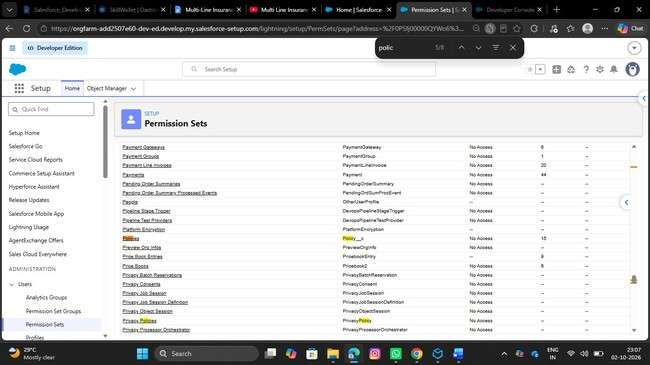 Salesforce_Devel
SkillWallet | Dashb
Multi-Line Insuran
Multi Line Insuran
Home | Salesforce
Permission Sets | S
Developer Console
https://orgfarm-add2507e60-dev-ed.develop.my.salesforce-setup.com/lightning/setup/PermSets/page?address=
Copilot
Developer Edition
polic 5/8
Search Setup
Setup Home Object Manager
Quick Find
Setup Home
Salesforce Go
Service Cloud Reports
Commerce Setup Assistant
Hyperforce Assistant
Release Updates
Salesforce Mobile App
Lightning Usage
AgentExchange Offers
Sales Cloud Everywhere
ADMINISTRATION
Users
Analytics Groups
Permission Set Groups
Permission Sets
Profiles
SETUP
Permission Sets
Payment Gateways PaymentGateway No Access 6 --
Payment Groups PaymentGroup No Access 1 --
Payment Line Invoices PaymentLineInvoice No Access 20 --
Payments Payment No Access 44 --
Pending Order Summaries PendingOrderSummary No Access -- --
Pending Order Summary Processed Events PendingOrdSumProcEvent No Access -- --
People OtherUserProfile -- -- --
Pipeline Stage Trigger DevopsPipelineStageTrigger No Access -- --
Pipeline Test Providers DevopsPipelineTestProvider No Access -- --
Platform Encryption PlatformEncryption No Access -- --
Policies Policy__c No Access 15 --
Preview Org Infos PreviewOrgInfo No Access -- --
Price Book Entries PricebookEntry -- 9 --
Price Books Pricebook2 No Access 6 --
Privacy Batch Reservations PrivacyBatchReservation No Access -- --
Privacy Consents PrivacyConsent No Access -- --
Privacy Job Session PrivacyJobSession No Access -- --
Privacy Job Session Definition PrivacyJobSessionDefinition No Access -- --
Privacy Object Session PrivacyObjectSession No Access -- --
Privacy Policies PrivacyPolicy No Access -- --
Privacy Processor Orchestrator PrivacyProcessorOrchestrator No Access -- --
29°C
Mostly clear
Search
ENG
IN
23:07
02-10-2026